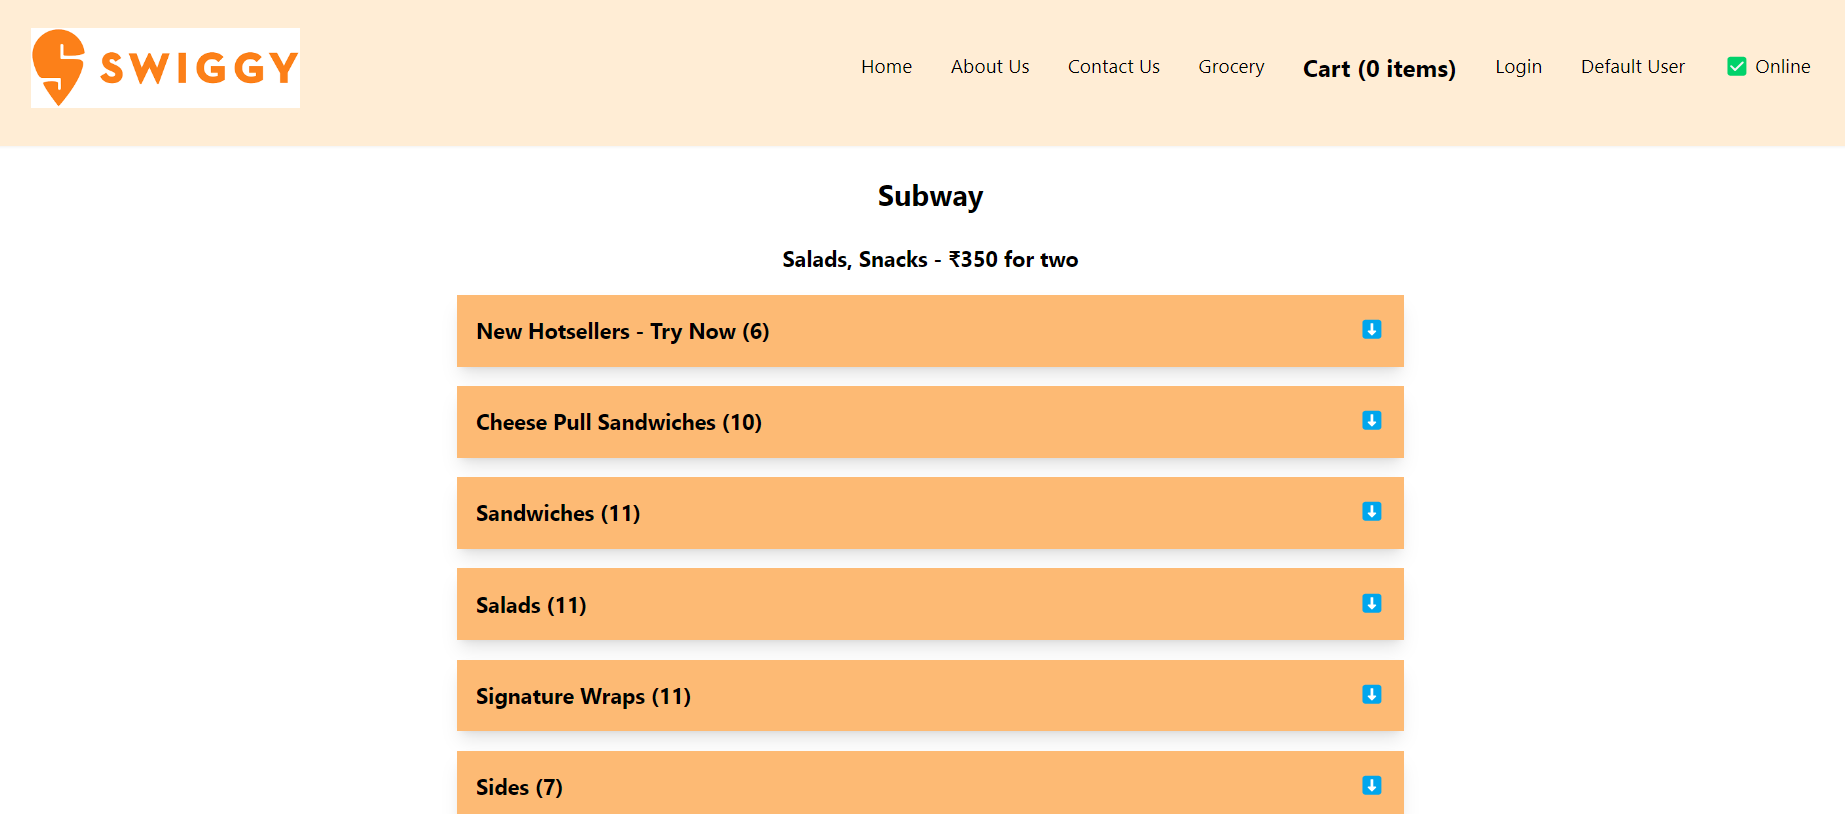 SWIGGY
Home About Us Contact Us Grocery Cart (0 items) Login Default User ✅ Online
Subway
Salads, Snacks - ₹350 for two
New Hotsellers - Try Now (6) ⬇️
Cheese Pull Sandwiches (10) ⬇️
Sandwiches (11) ⬇️
Salads (11) ⬇️
Signature Wraps (11) ⬇️
Sides (7) ⬇️